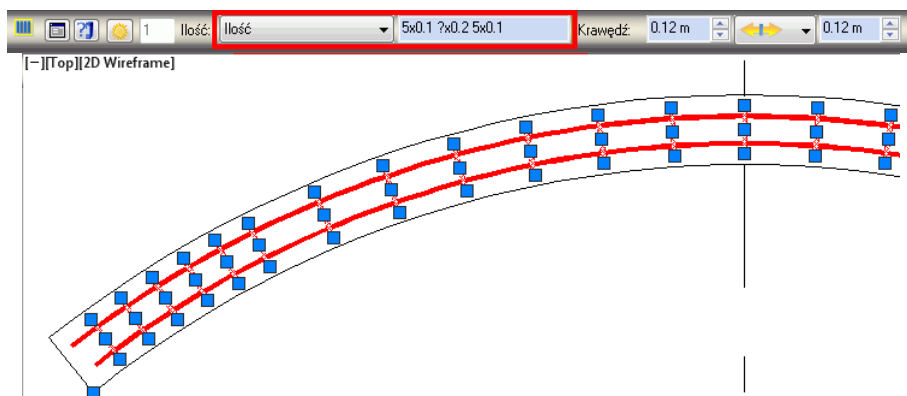 1 Ilość: Ilość 5x0.1 ?x0.2 5x0.1 Krawędź: 0.12 m 0.12 m
[−][Top][2D Wireframe]